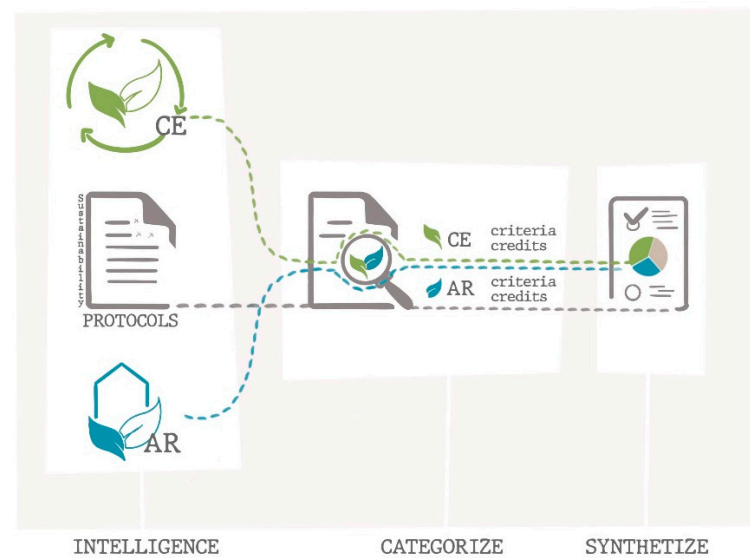 CE
Sustainability
PROTOCOLS
AR
CE criteria
credits
AR criteria
credits
INTELLIGENCE
CATEGORIZE
SYNTHETIZE